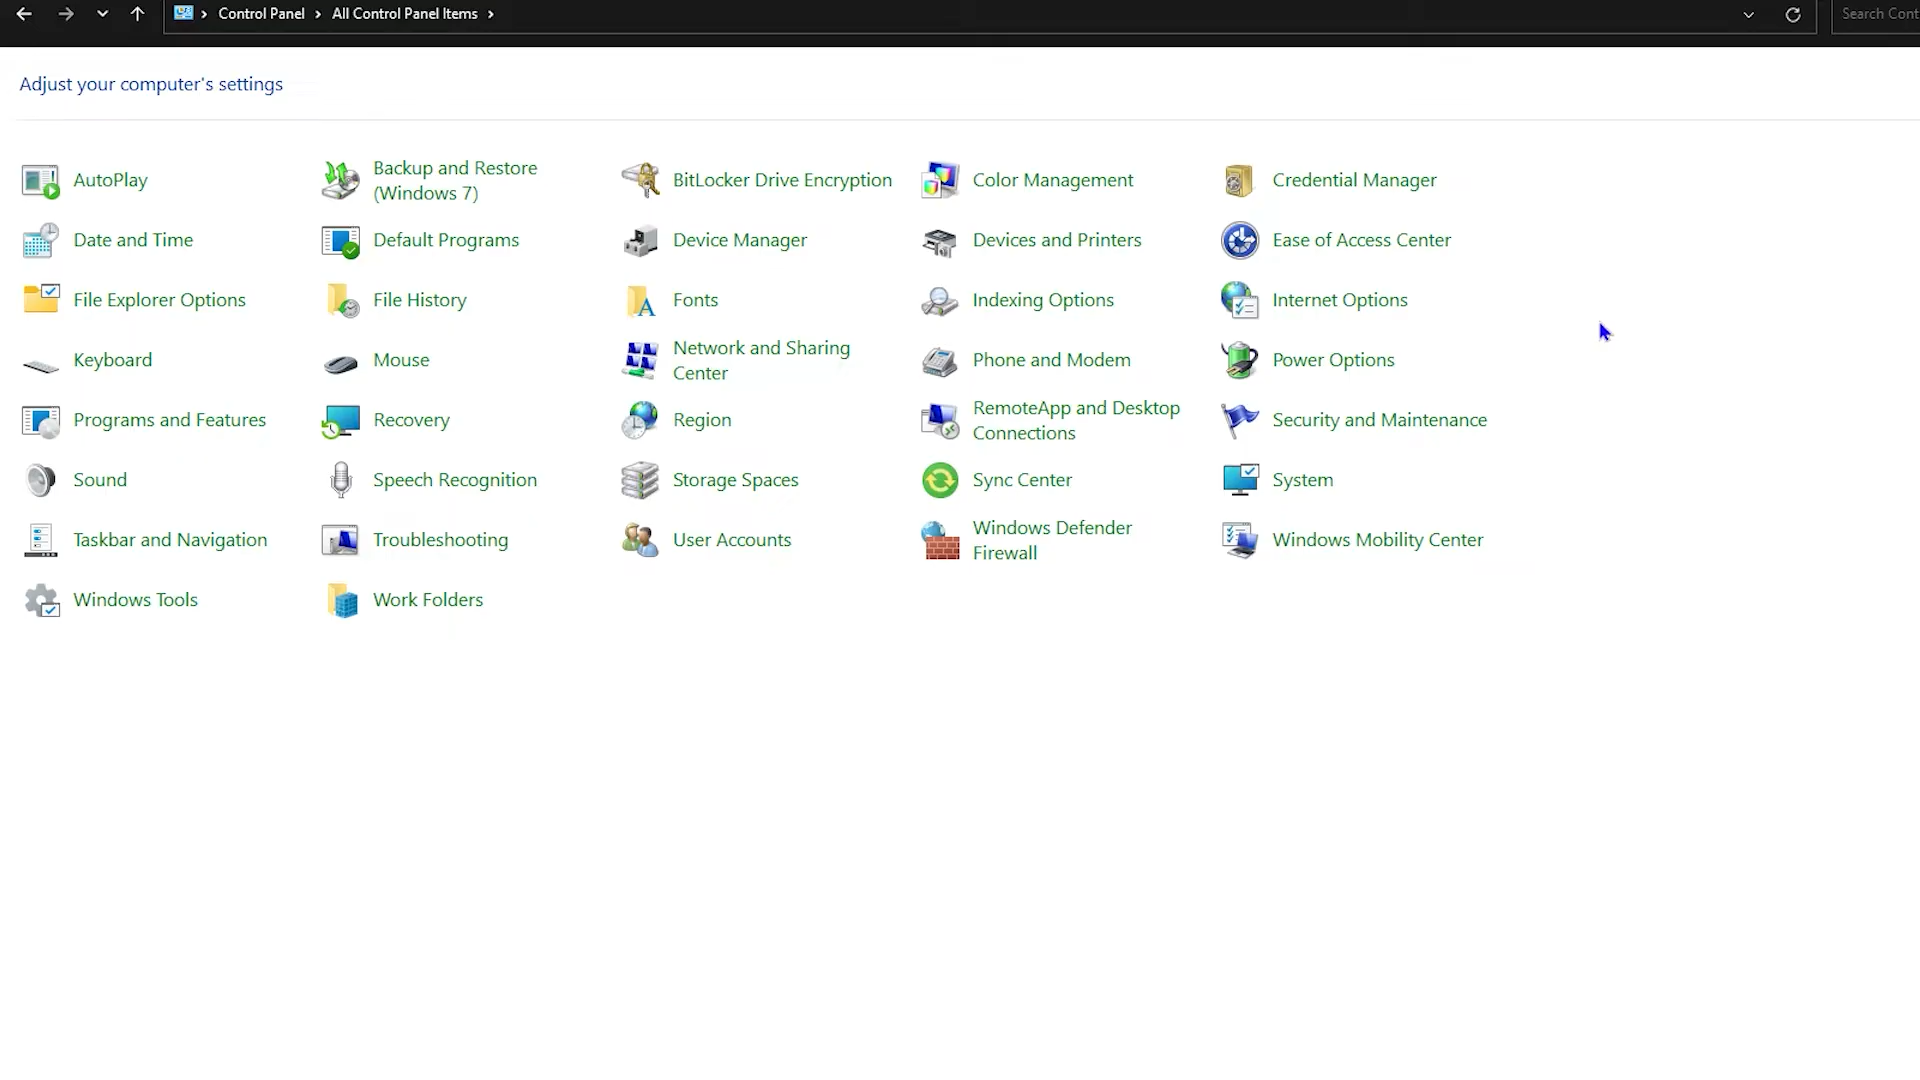 Control Panel > All Control Panel Items >
Search Cont
Adjust your computer's settings
AutoPlay
Backup and Restore
(Windows 7)
BitLocker Drive Encryption
Color Management
Credential Manager
Date and Time
Default Programs
Device Manager
Devices and Printers
Ease of Access Center
File Explorer Options
File History
Fonts
Indexing Options
Internet Options
Keyboard
Mouse
Network and Sharing
Center
Phone and Modem
Power Options
Programs and Features
Recovery
Region
RemoteApp and Desktop
Connections
Security and Maintenance
Sound
Speech Recognition
Storage Spaces
Sync Center
System
Taskbar and Navigation
Troubleshooting
User Accounts
Windows Defender
Firewall
Windows Mobility Center
Windows Tools
Work Folders